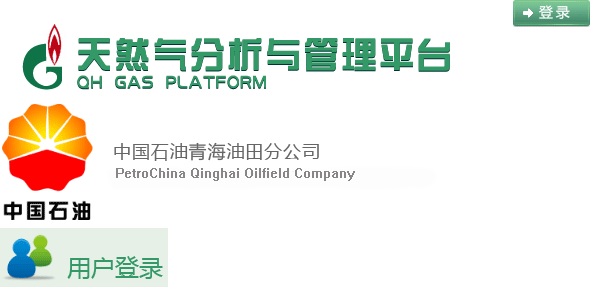 登录
天然气分析与管理平台
QH GAS PLATFORM
中国石油青海油田分公司
PetroChina Qinghai Oilfield Company
中国石油
用户登录